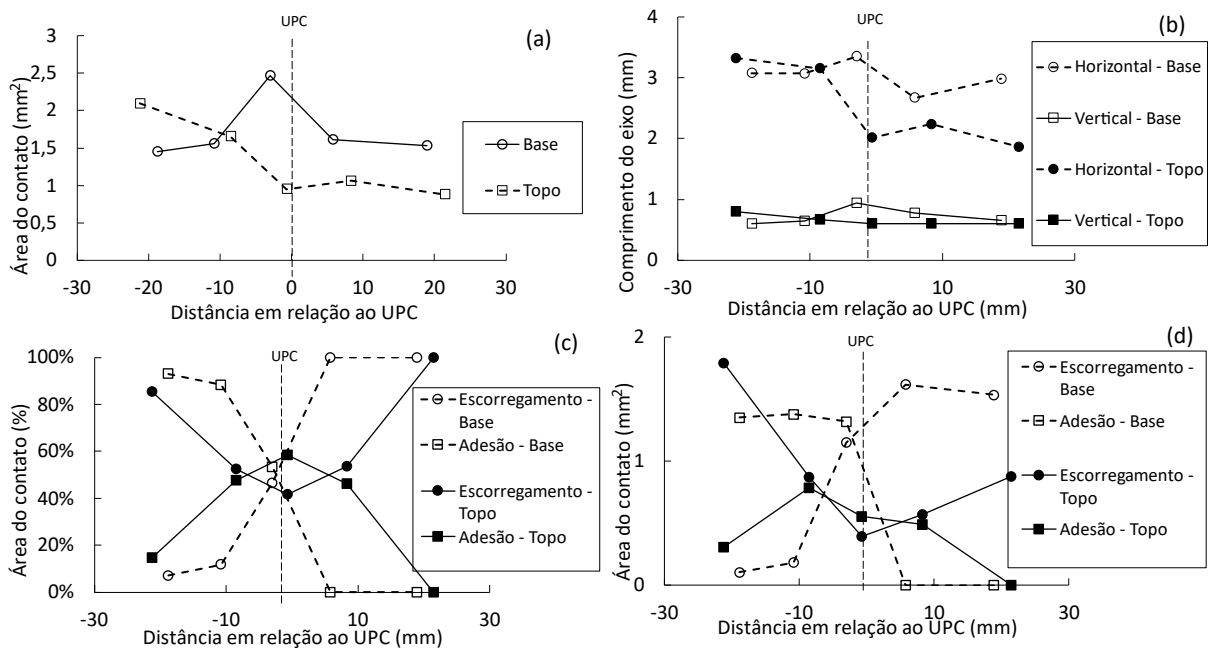 UPC
(a)
3
2,5
2
1,5
1
0,5
0
-30
-20
-10
0
10
20
30
Área do contato (mm²)
Distância em relação ao UPC
Base
Topo
UPC
(b)
4
3
2
1
0
-30
-10
10
30
Comprimento do eixo (mm)
Distância em relação ao UPC (mm)
Horizontal - Base
Vertical - Base
Horizontal - Topo
Vertical - Topo
UPC
(c)
100%
80%
60%
40%
20%
0%
-30
-10
10
30
Área do contato (%)
Distância em relação ao UPC (mm)
Escorregamento -
Base
Adesão - Base
Escorregamento -
Topo
Adesão - Topo
UPC
(d)
2
1
0
-30
-10
10
30
Área do contato (mm²)
Distância em relação ao UPC (mm)
Escorregamento -
Base
Adesão - Base
Escorregamento -
Topo
Adesão - Topo